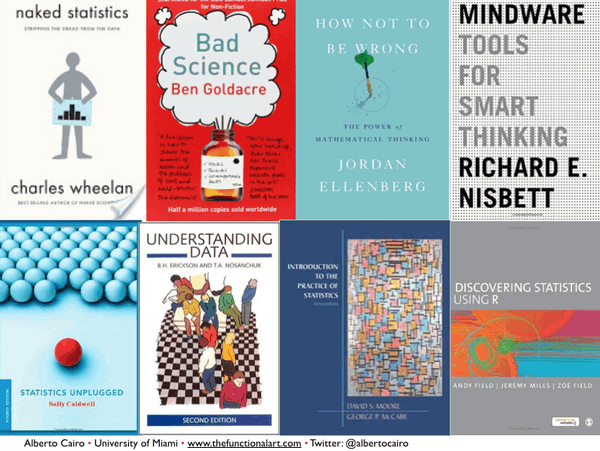 naked statistics
STRIPPING THE DREAD FROM THE DATA
charles wheelan
for Non-Fiction
Bad
Science
Ben Goldacre
Half a million copies sold worldwide
HOW NOT TO
BE WRONG
THE POWER of
MATHEMATICAL THINKING
JORDAN
ELLENBERG
MINDWARE
TOOLS
FOR
SMART
THINKING
RICHARD E.
NISBETT
STATISTICS UNPLUGGED
Sally Caldwell
UNDERSTANDING
DATA
B.H. ERICKSON AND T.A. NOSANCHUK
SECOND EDITION
INTRODUCTION
TO THE
PRACTICE OF
STATISTICS
DAVID S. MOORE
GEORGE P. McCABE
DISCOVERING STATISTICS
USING R
ANDY FIELD | JEREMY MILES | ZOË FIELD
Alberto Cairo • University of Miami • www.thefunctionalart.com • Twitter: @albertocairo